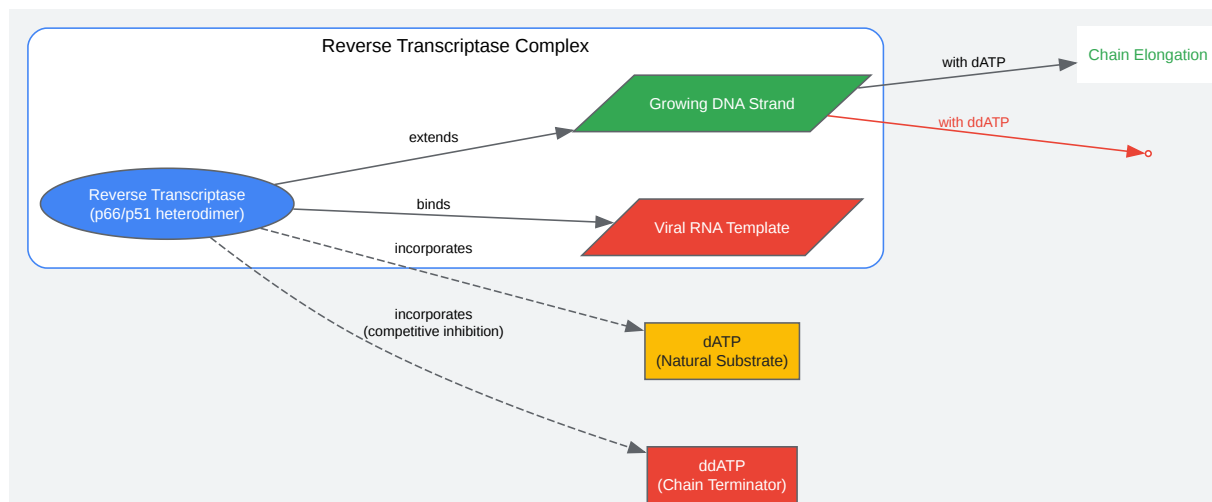 Reverse Transcriptase Complex
with dATP
Chain Elongation
Growing DNA Strand
with ddATP
extends
Reverse Transcriptase
(p66/p51 heterodimer)
binds
Viral RNA Template
incorporates
incorporates
(competitive inhibition)
dATP
(Natural Substrate)
ddATP
(Chain Terminator)